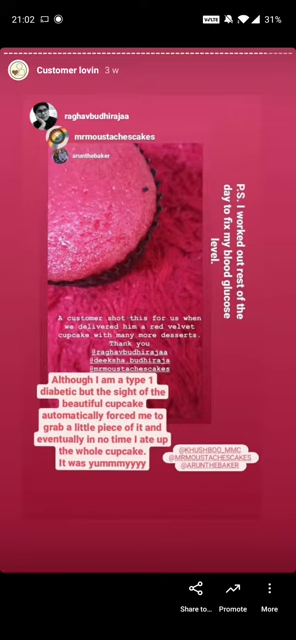 21:02
VoLTE
31%
Customer lovin 3 w
raghavbudhirajaa
mrmoustachescakes
arunthebaker
P.S. I worked out rest of the
day to fix my blood glucose
level.
A customer shot this for us when
we delivered him a red velvet
cupcake with many more desserts.
Thank you
@raghavbudhirajaa
@deeksha.budhiraja
@mrmoustachescakes
Although I am a type 1
diabetic but the sight of the
beautiful cupcake
automatically forced me to
grab a little piece of it and
eventually in no time I ate up
the whole cupcake.
It was yummmyyyy
@KHUSHBOO_MMC
@MRMOUSTACHESCAKES
@ARUNTHEBAKER
Share to... Promote More